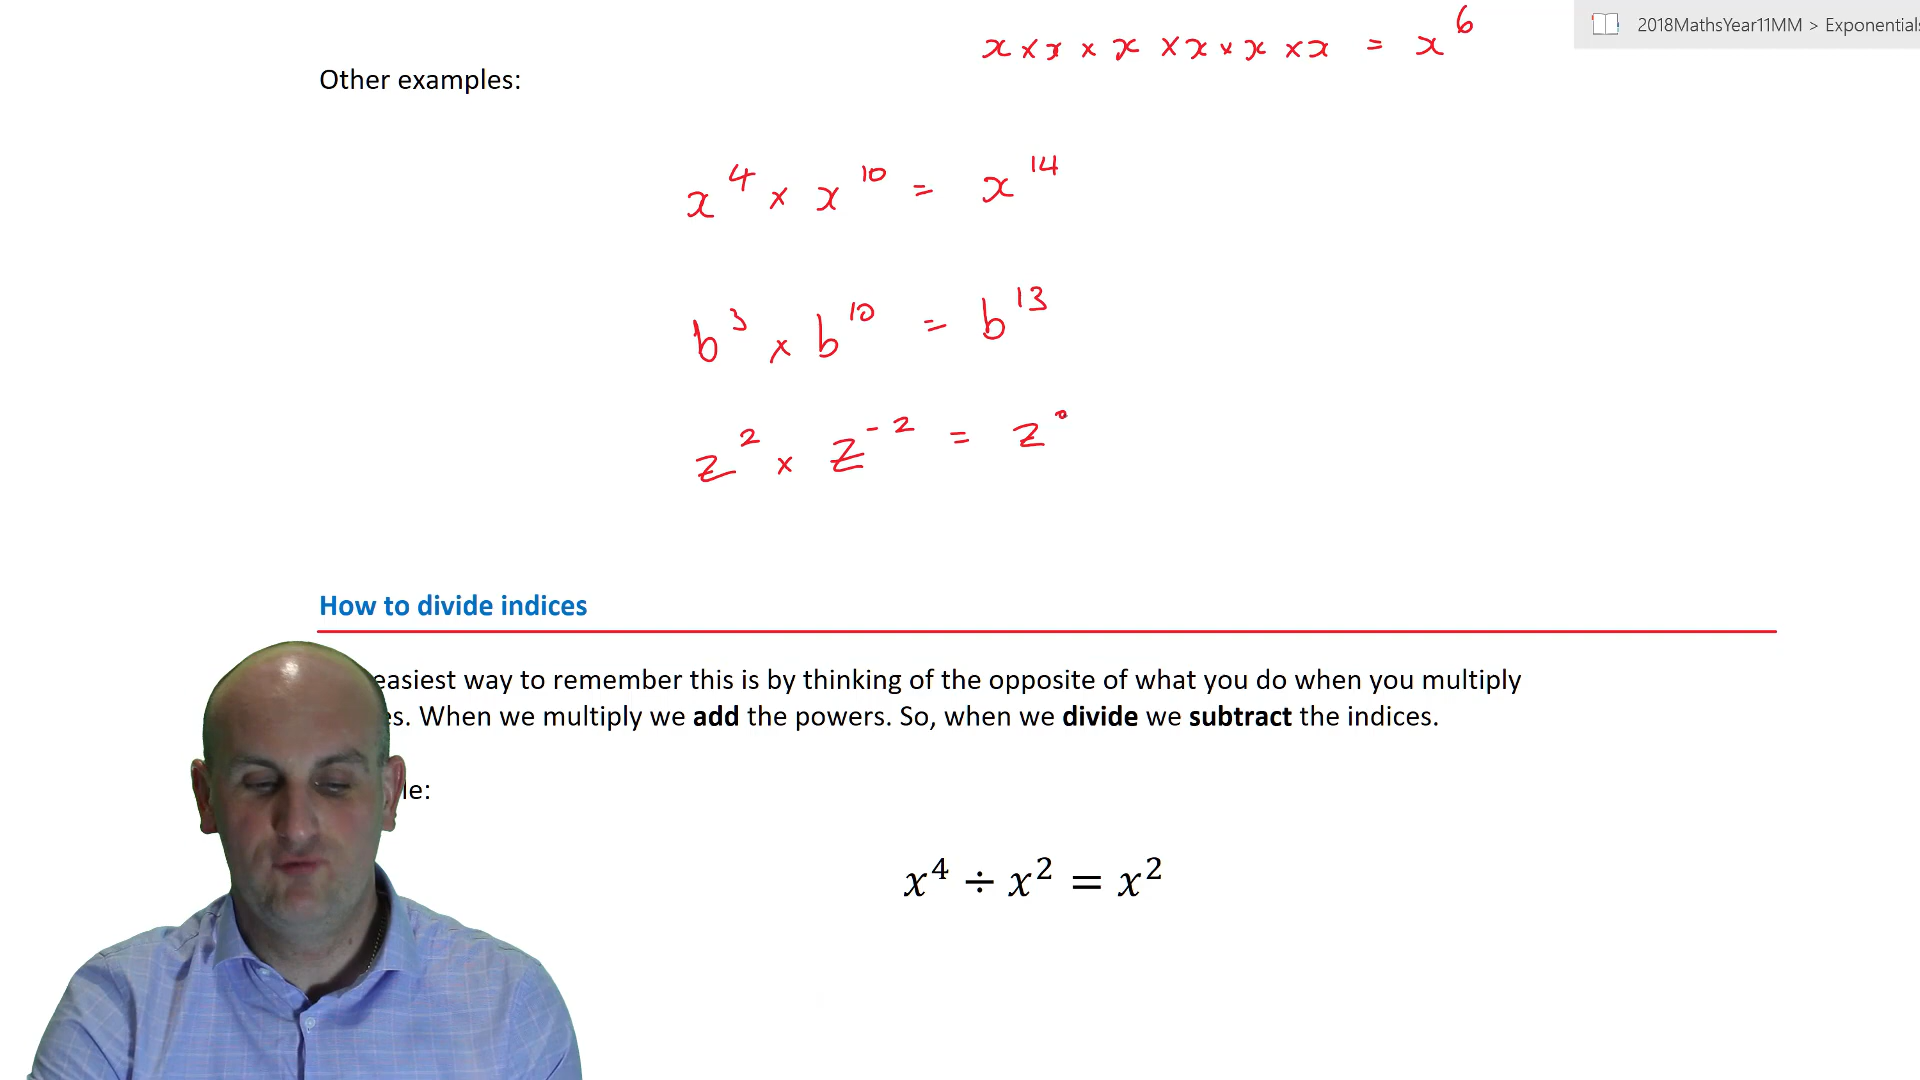 x × x × x × x × x × x = x⁶
2018MathsYear11MM > Exponentials
Other examples:
x⁴ × x¹⁰ = x¹⁴
b³ × b¹⁰ = b¹³
z² × z⁻² = z⁰
How to divide indices
easiest way to remember this is by thinking of the opposite of what you do when you multiply
es. When we multiply we add the powers. So, when we divide we subtract the indices.
le:
x⁴ ÷ x² = x²